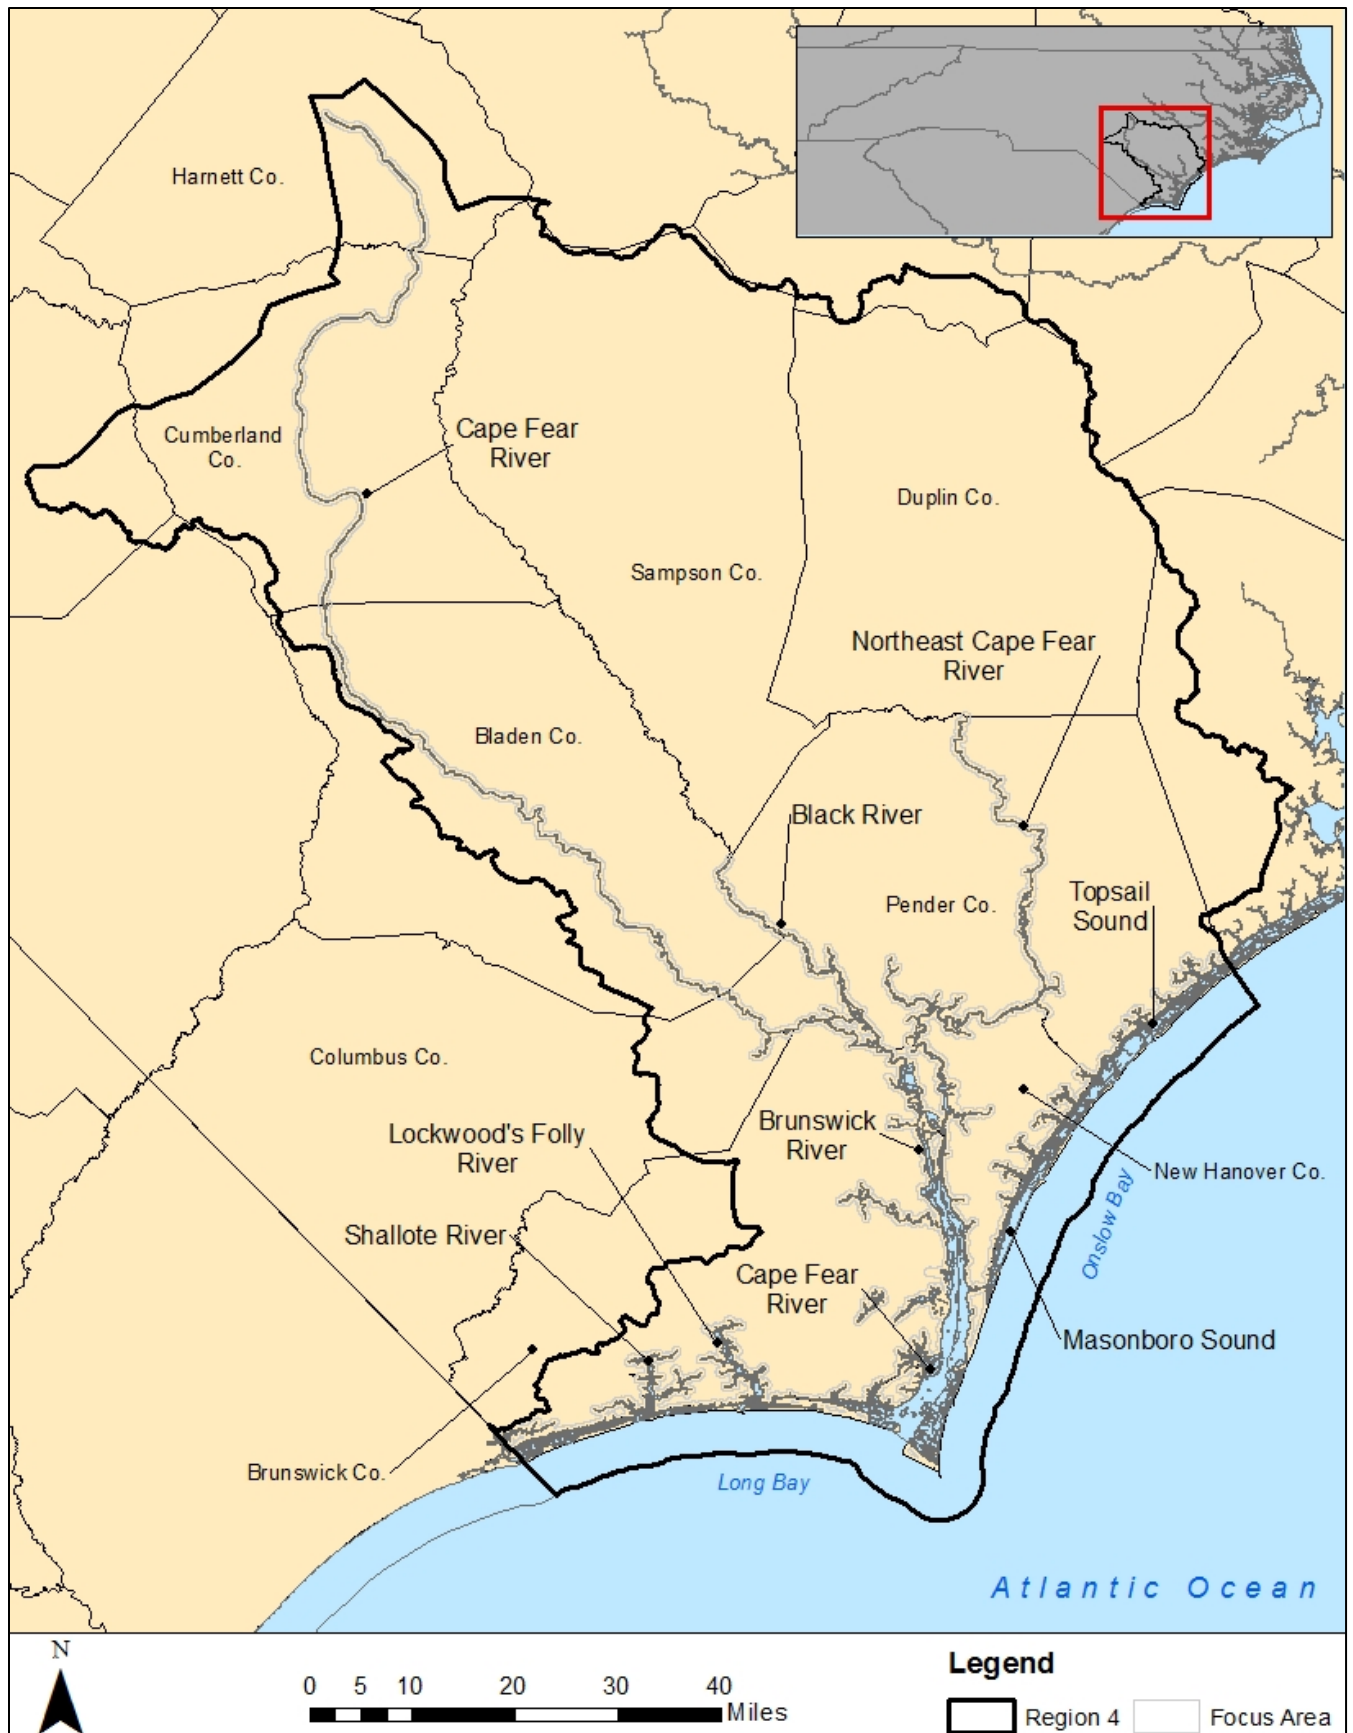 Harnett Co.
Cumberland
Co.
Cape Fear
River
Duplin Co.
Sampson Co.
Northeast Cape Fear
River
Bladen Co.
Black River
Topsail
Sound
Pender Co.
Columbus Co.
Brunswick
River
Lockwood's Folly
River
New Hanover Co.
Onslow Bay
Shallote River
Cape Fear
River
Masonboro Sound
Brunswick Co.
Long Bay
Atlantic Ocean
N
0 5 10 20 30 40
Miles
Legend
Region 4 Focus Area